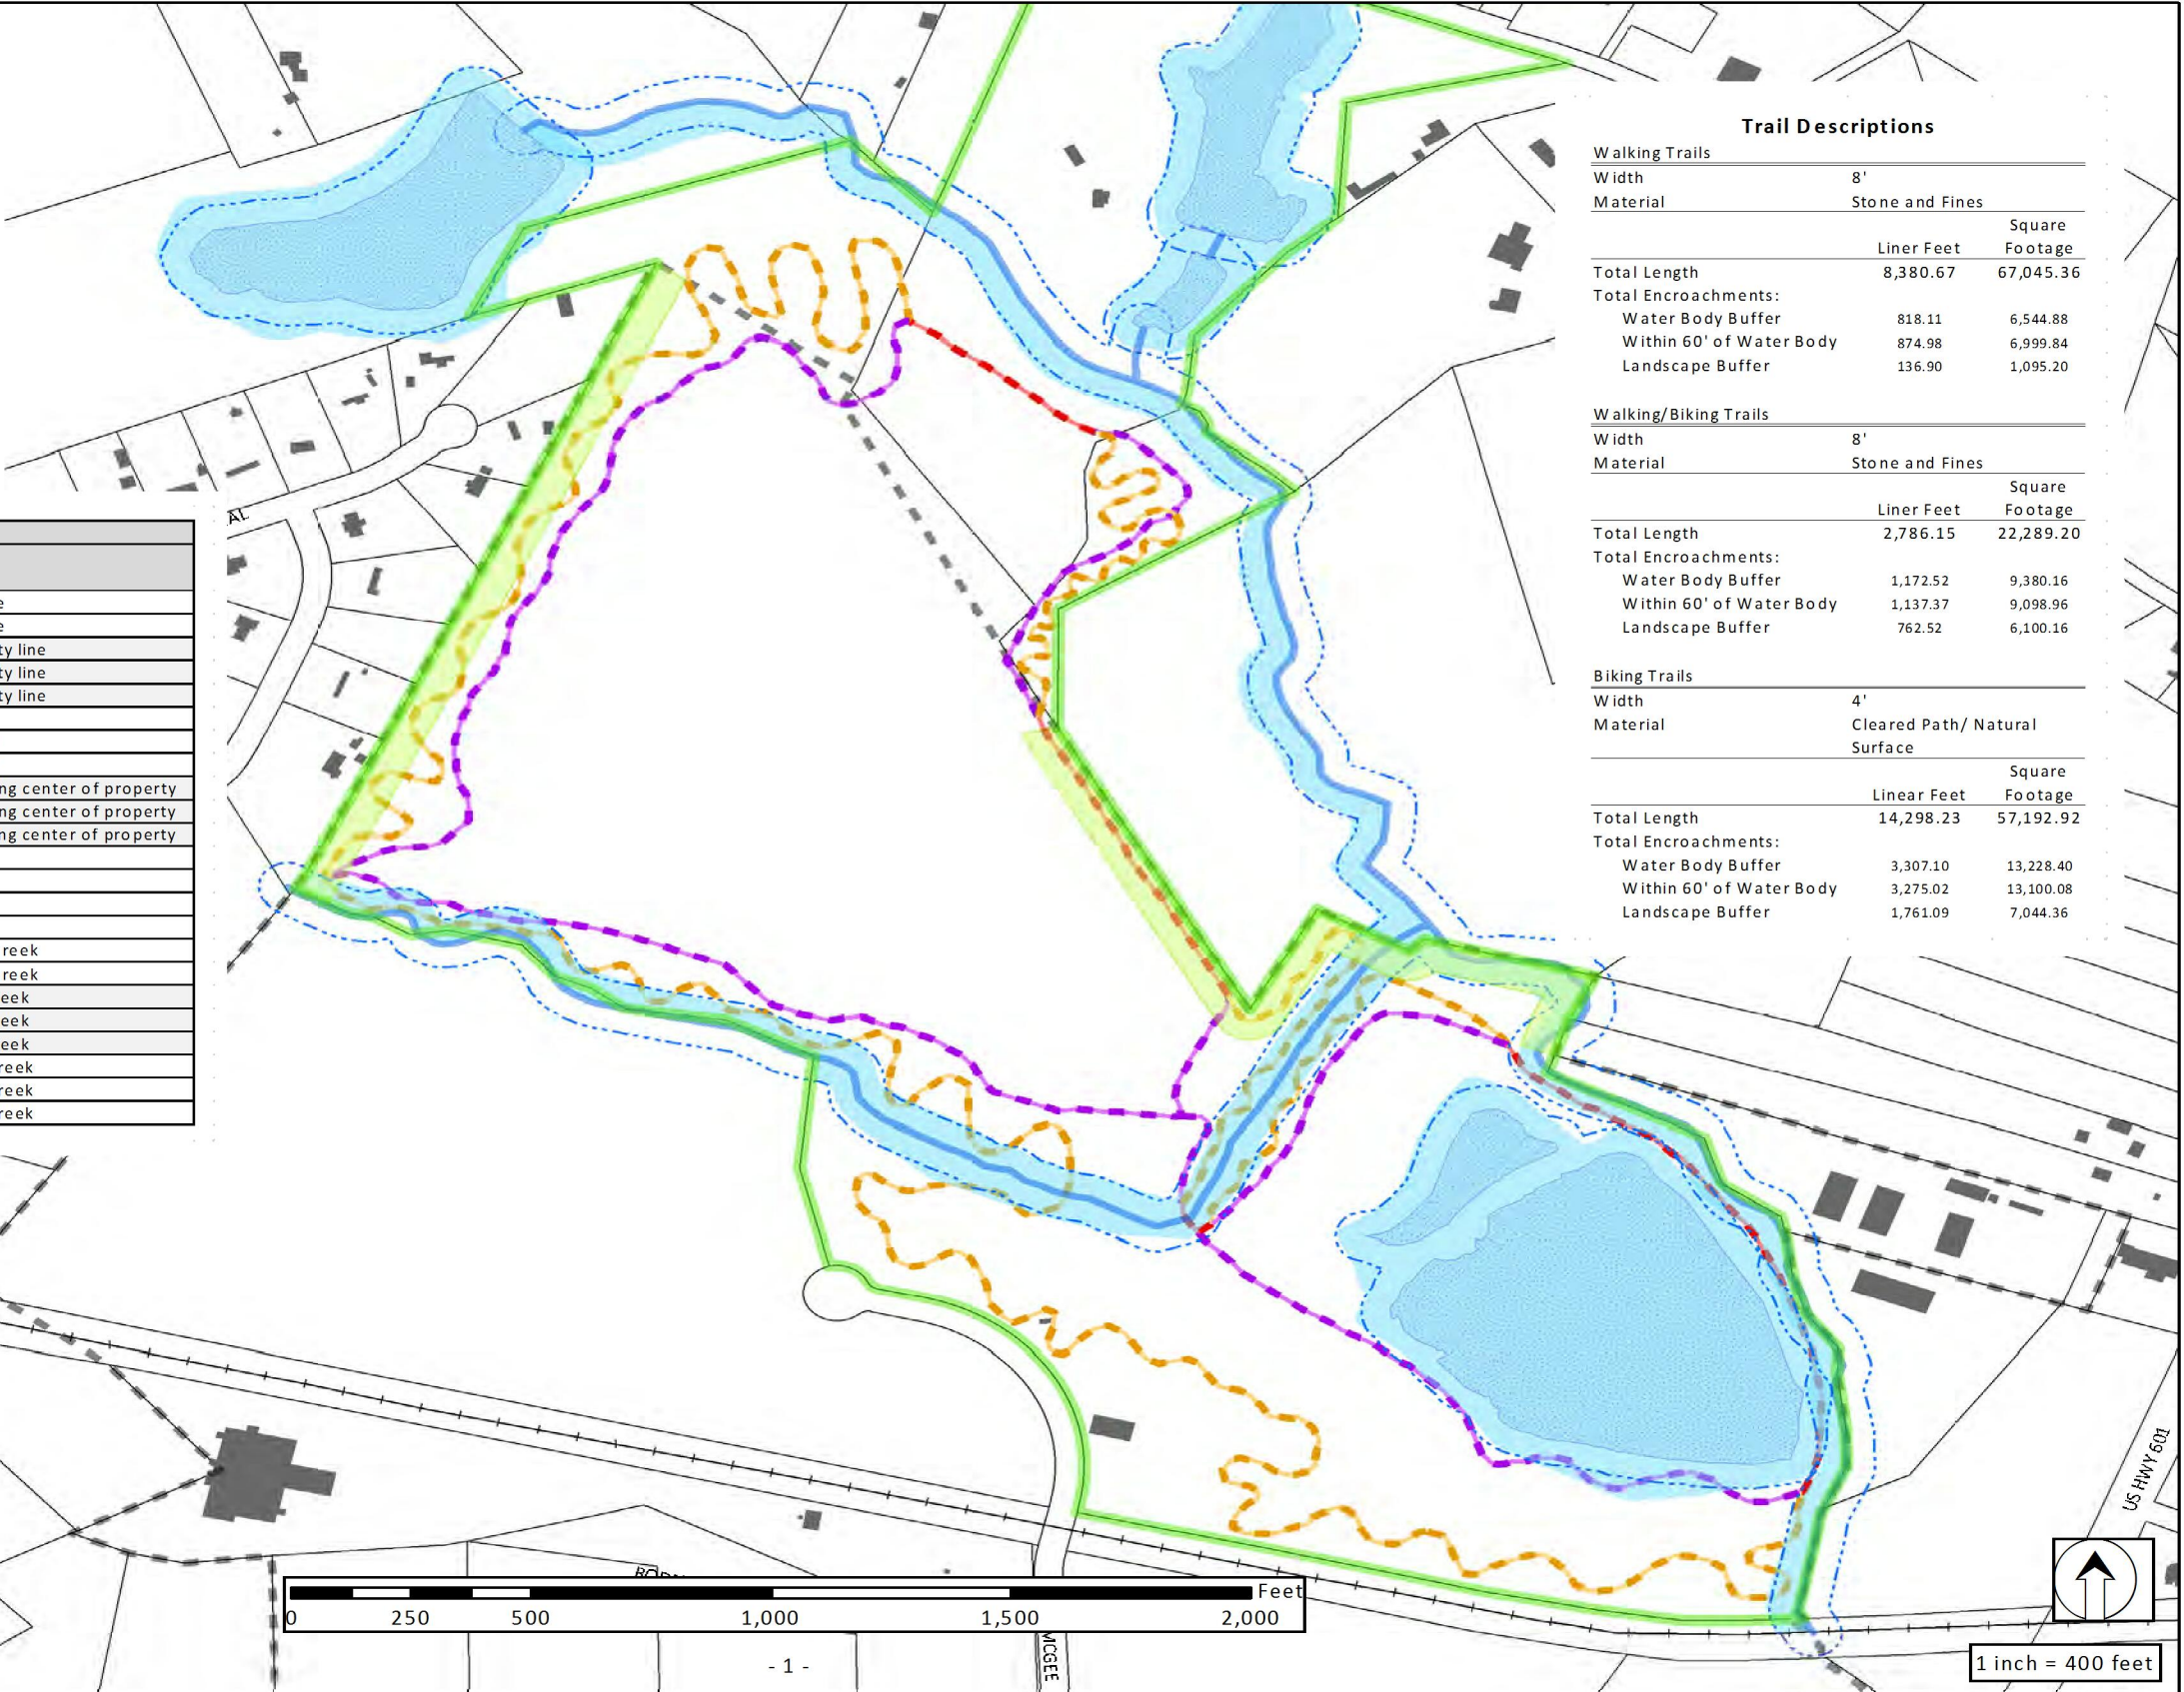 Trail Descriptions
Walking Trails
Width 8'
Material Stone and Fines
Square
Liner Feet Footage
Total Length 8,380.67 67,045.36
Total Encroachments:
Water Body Buffer 818.11 6,544.88
Within 60' of Water Body 874.98 6,999.84
Landscape Buffer 136.90 1,095.20
Walking/Biking Trails
Width 8'
Material Stone and Fines
Square
Liner Feet Footage
Total Length 2,786.15 22,289.20
Total Encroachments:
Water Body Buffer 1,172.52 9,380.16
Within 60' of Water Body 1,137.37 9,098.96
Landscape Buffer 762.52 6,100.16
Biking Trails
Width 4'
Material Cleared Path/ Natural
Surface
Square
Linear Feet Footage
Total Length 14,298.23 57,192.92
Total Encroachments:
Water Body Buffer 3,307.10 13,228.40
Within 60' of Water Body 3,275.02 13,100.08
Landscape Buffer 1,761.09 7,044.36
AL
e
e
ty line
ty line
ty line
ng center of property
ng center of property
ng center of property
reek
reek
eek
eek
eek
reek
reek
reek
US HWY 601
Feet
0 250 500 1,000 1,500 2,000
MCGEE
- 1 -
1 inch = 400 feet